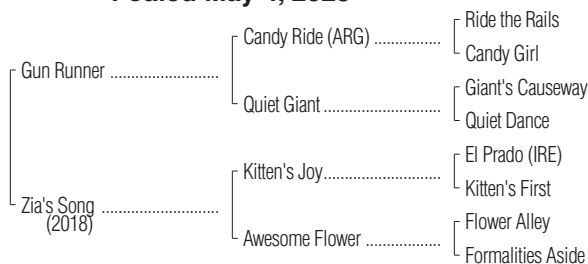 Foaled May 4,
Ride the Rails
Candy Ride (ARG) ................
Candy Girl
Gun Runner ..........................
Giant's Causeway
Quiet Giant ...........................
Quiet Dance
El Prado (IRE)
Kitten's Joy...........................
Kitten's First
Zia's Song ............................
(2018)
Flower Alley
Awesome Flower ..................
Formalities Aside